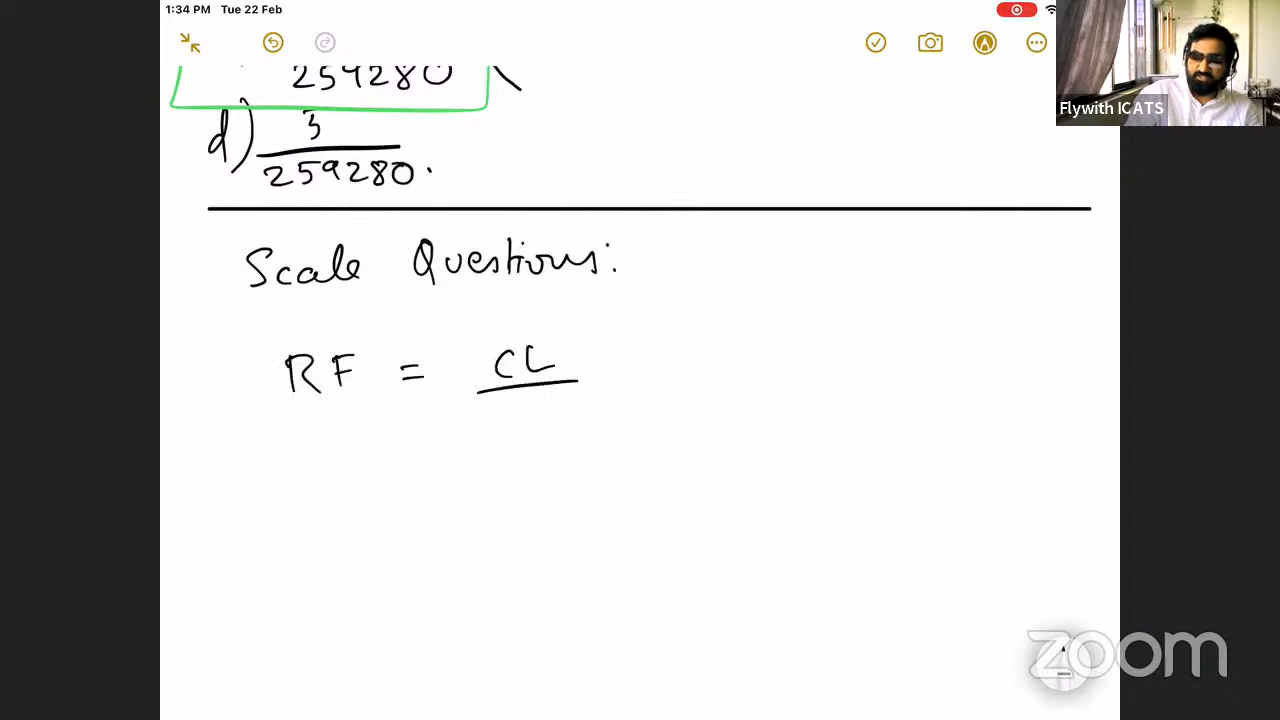 1:34 PM Tue 22 Feb
259280
Flywith ICATS
d) 3
259280.
Scale Questions:
RF = CL
zoom